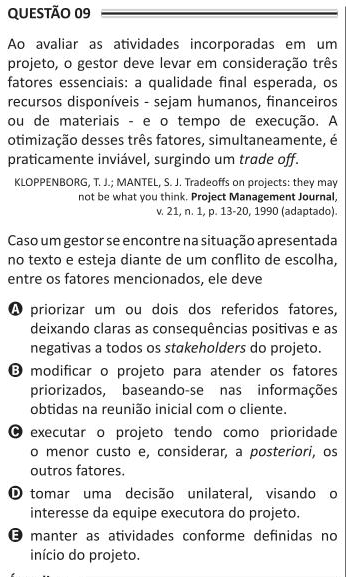 QUESTÃO 09
Ao avaliar as atividades incorporadas em um
projeto, o gestor deve levar em consideração três
fatores essenciais: a qualidade final esperada, os
recursos disponíveis - sejam humanos, financeiros
ou de materiais - e o tempo de execução. A
otimização desses três fatores, simultaneamente, é
praticamente inviável, surgindo um trade off.
KLOPPENBORG, T. J.; MANTEL, S. J. Tradeoffs on projects: they may
not be what you think. Project Management Journal,
v. 21, n. 1, p. 13-20, 1990 (adaptado).
Caso um gestor se encontre na situação apresentada
no texto e esteja diante de um conflito de escolha,
entre os fatores mencionados, ele deve
A priorizar um ou dois dos referidos fatores,
deixando claras as consequências positivas e as
negativas a todos os stakeholders do projeto.
B modificar o projeto para atender os fatores
priorizados, baseando-se nas informações
obtidas na reunião inicial com o cliente.
C executar o projeto tendo como prioridade
o menor custo e, considerar, a posteriori, os
outros fatores.
D tomar uma decisão unilateral, visando o
interesse da equipe executora do projeto.
E manter as atividades conforme definidas no
início do projeto.